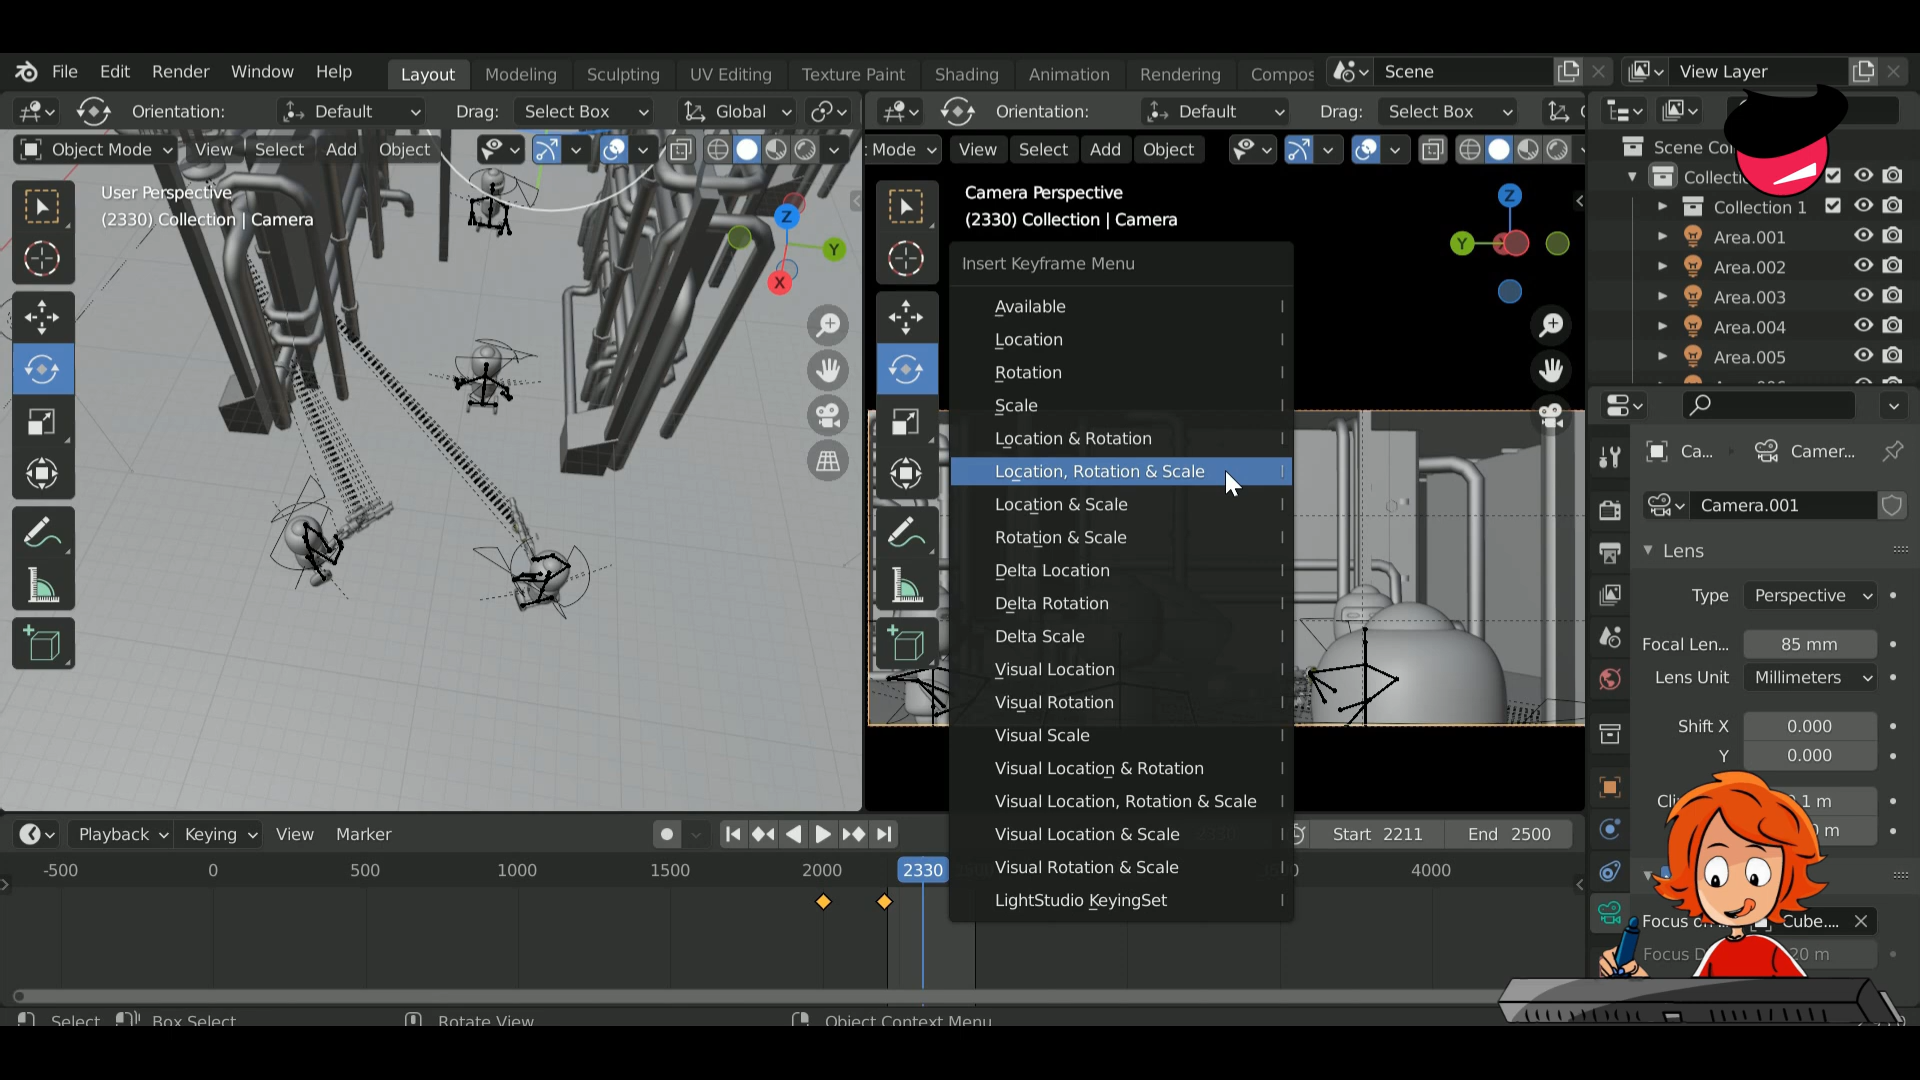 File Edit Render Window Help Layout Modeling Sculpting UV Editing Texture Paint Shading Animation Rendering Compos Scene View Layer
Orientation: Default Drag: Select Box Global Orientation: Default Drag: Select Box
Object Mode View Select Add Object Mode View Select Add Object
User Perspective
(2330) Collection | Camera
Z
Y
X
Camera Perspective
(2330) Collection | Camera
Z
Y
Insert Keyframe Menu
Available I
Location I
Rotation I
Scale I
Location & Rotation I
Location, Rotation & Scale I
Location & Scale I
Rotation & Scale I
Delta Location I
Delta Rotation I
Delta Scale I
Visual Location I
Visual Rotation I
Visual Scale I
Visual Location & Rotation I
Visual Location, Rotation & Scale I
Visual Location & Scale I
Visual Rotation & Scale I
LightStudio KeyingSet I
Collection 1
Area.001
Area.002
Area.003
Area.004
Area.005
Ca... Camer...
Camera.001
Lens
Type Perspective
Focal Len... 85 mm
Lens Unit Millimeters
Shift X 0.000
Y 0.000
Cube....
Playback Keying View Marker Start 2211 End 2500
-500 0 500 1000 1500 2000 2330 4000
Select Box Select Rotate View Object Context Menu